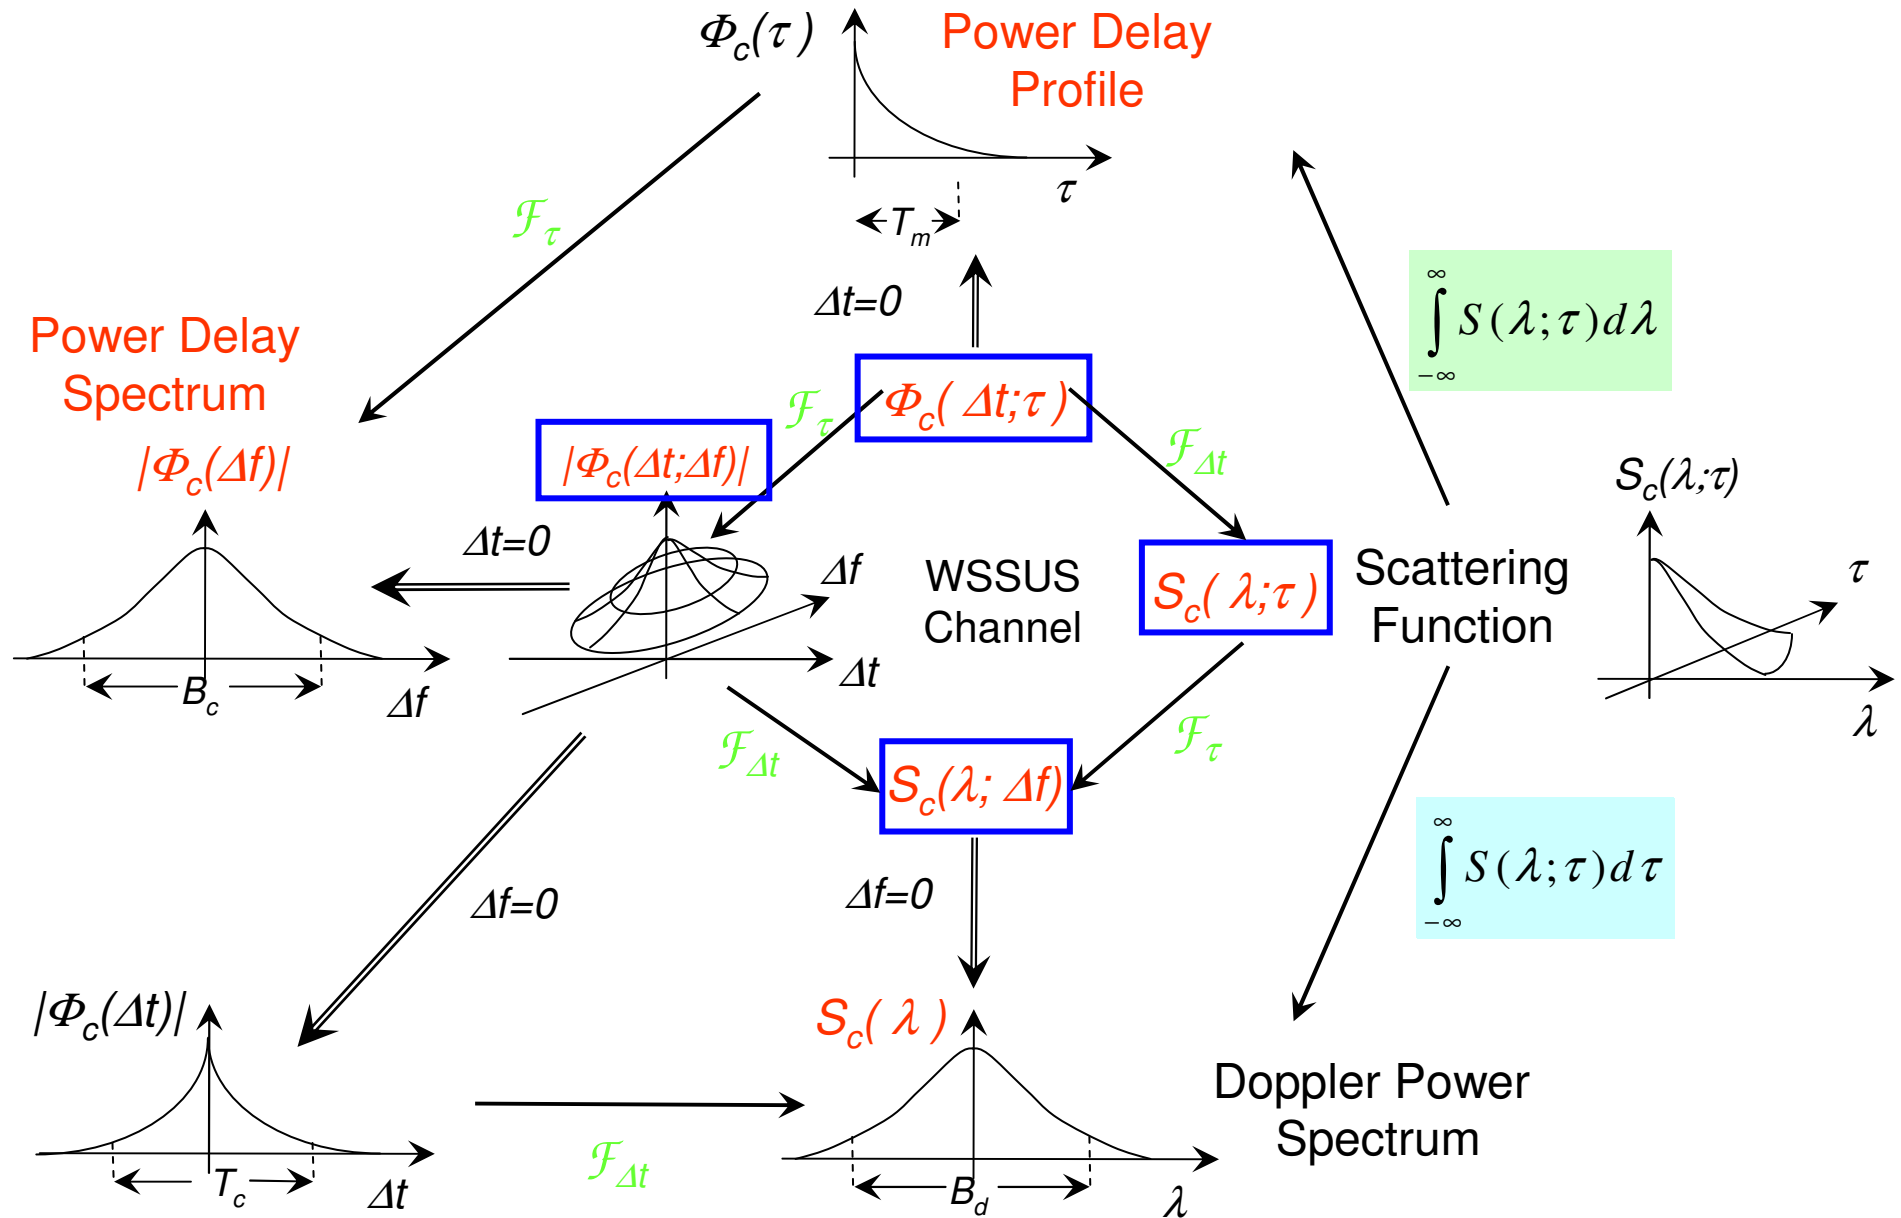 Φc(τ)
Power Delay
Profile
τ
Tm
ℱτ
Δt=0
∞
∫ S(λ;τ)dλ
−∞
Power Delay
Spectrum
|Φc(Δf)|
Φc(Δt;τ)
ℱτ
ℱΔt
|Φc(Δt;Δf)|
Sc(λ;τ)
Δt=0
Δf
WSSUS
Channel
Sc(λ;τ)
Scattering
Function
τ
Δt
Bc
Δf
λ
ℱΔt
ℱτ
Sc(λ; Δf)
∞
∫ S(λ;τ)dτ
−∞
Δf=0
Δf=0
|Φc(Δt)|
Sc(λ)
Doppler Power
Spectrum
Tc
Δt
ℱΔt
Bd
λ